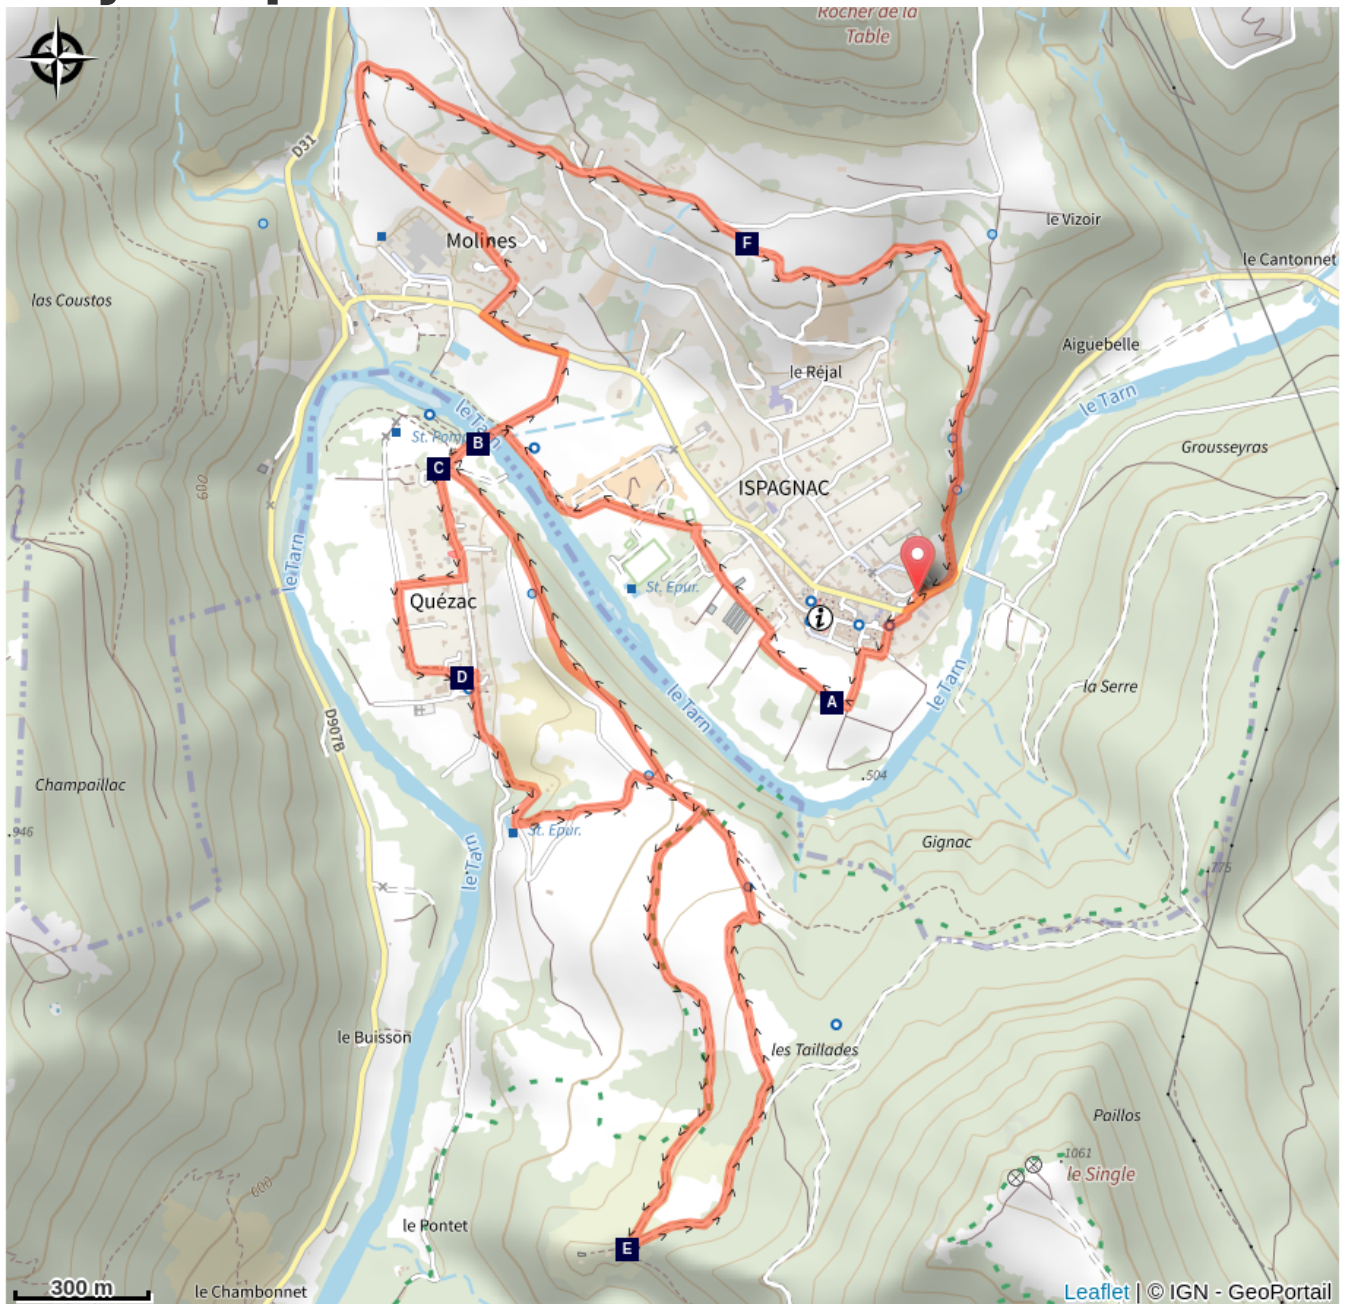 Rocher de la
Table
D31
le Vizoir
Molines
F
le Cantonnet
las Coustos
Aiguebelle
le Réjal
le Tarn
le Tarn
St. Pom
B
C
Grousseyras
ISPAGNAC
600
le Tarn
St. Epur.
Quézac
i
D
le Tarn
la Serre
le Tarn
A
D907B
504
Champaillac
946
St. Epur.
Gignac
le Tarn
775
le Buisson
les Taillades
Paillos
1061
le Single
600
le Pontet
E
300 m
le Chambonnet
Leaflet | © IGN - GeoPortail